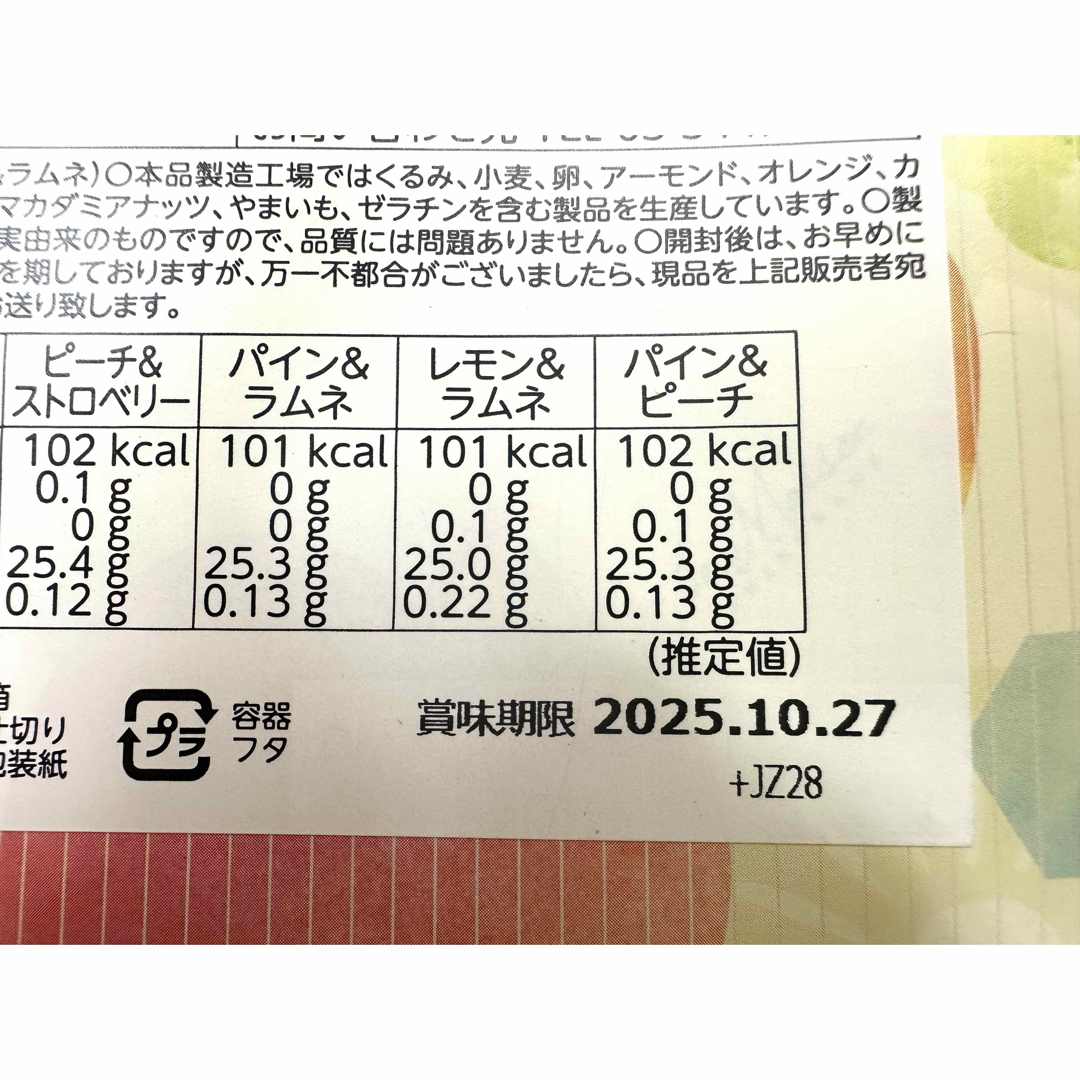 ラムネ)〇本品製造工場ではくるみ、小麦、卵、アーモンド、オレンジ、カ
マカダミアナッツ、やまいも、ゼラチンを含む製品を生産しています。〇製
実由来のものですので、品質には問題ありません。〇開封後は、お早めに
を期しておりますが、万一不都合がございましたら、現品を上記販売者宛
送り致します。
ピーチ& パイン& レモン& パイン&
ストロベリー ラムネ ラムネ ピーチ
102 kcal 101 kcal 101 kcal 102 kcal
0.1 g 0 g 0 g 0 g
0 g 0 g 0.1 g 0.1 g
25.4 g 25.3 g 25.0 g 25.3 g
0.12 g 0.13 g 0.22 g 0.13 g
(推定値)
箱
仕切り
包装紙
プラ
容器
フタ
賞味期限 2025.10.27
+JZ28